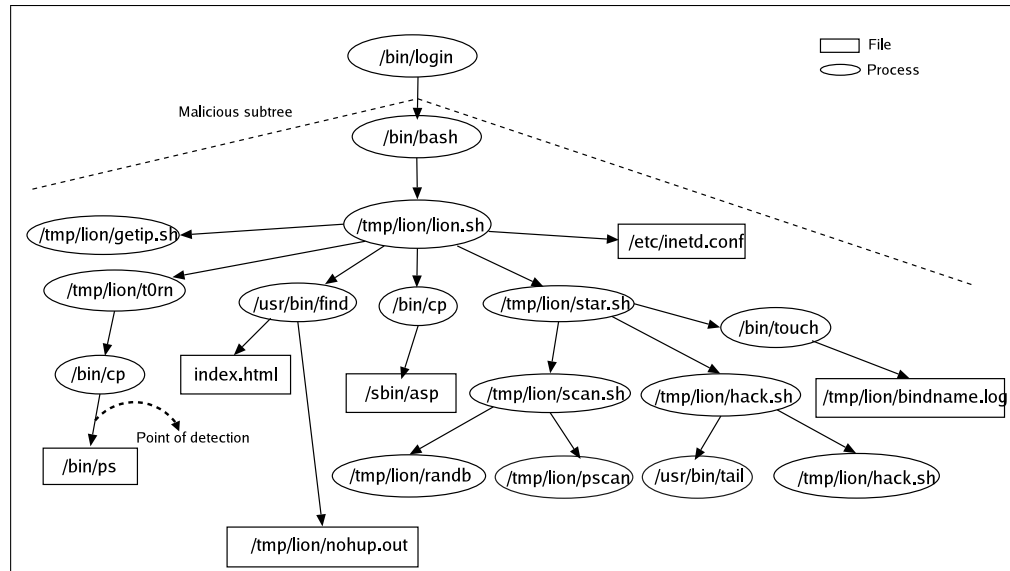 /bin/login
File
Process
Malicious subtree
/bin/bash
/tmp/lion/lion.sh
/tmp/lion/getip.sh
/etc/inetd.conf
/tmp/lion/t0rn
/usr/bin/find
/bin/cp
/tmp/lion/star.sh
/bin/touch
/bin/cp
index.html
/sbin/asp
/tmp/lion/scan.sh
/tmp/lion/hack.sh
/tmp/lion/bindname.log
Point of detection
/bin/ps
/tmp/lion/randb
/tmp/lion/pscan
/usr/bin/tail
/tmp/lion/hack.sh
/tmp/lion/nohup.out